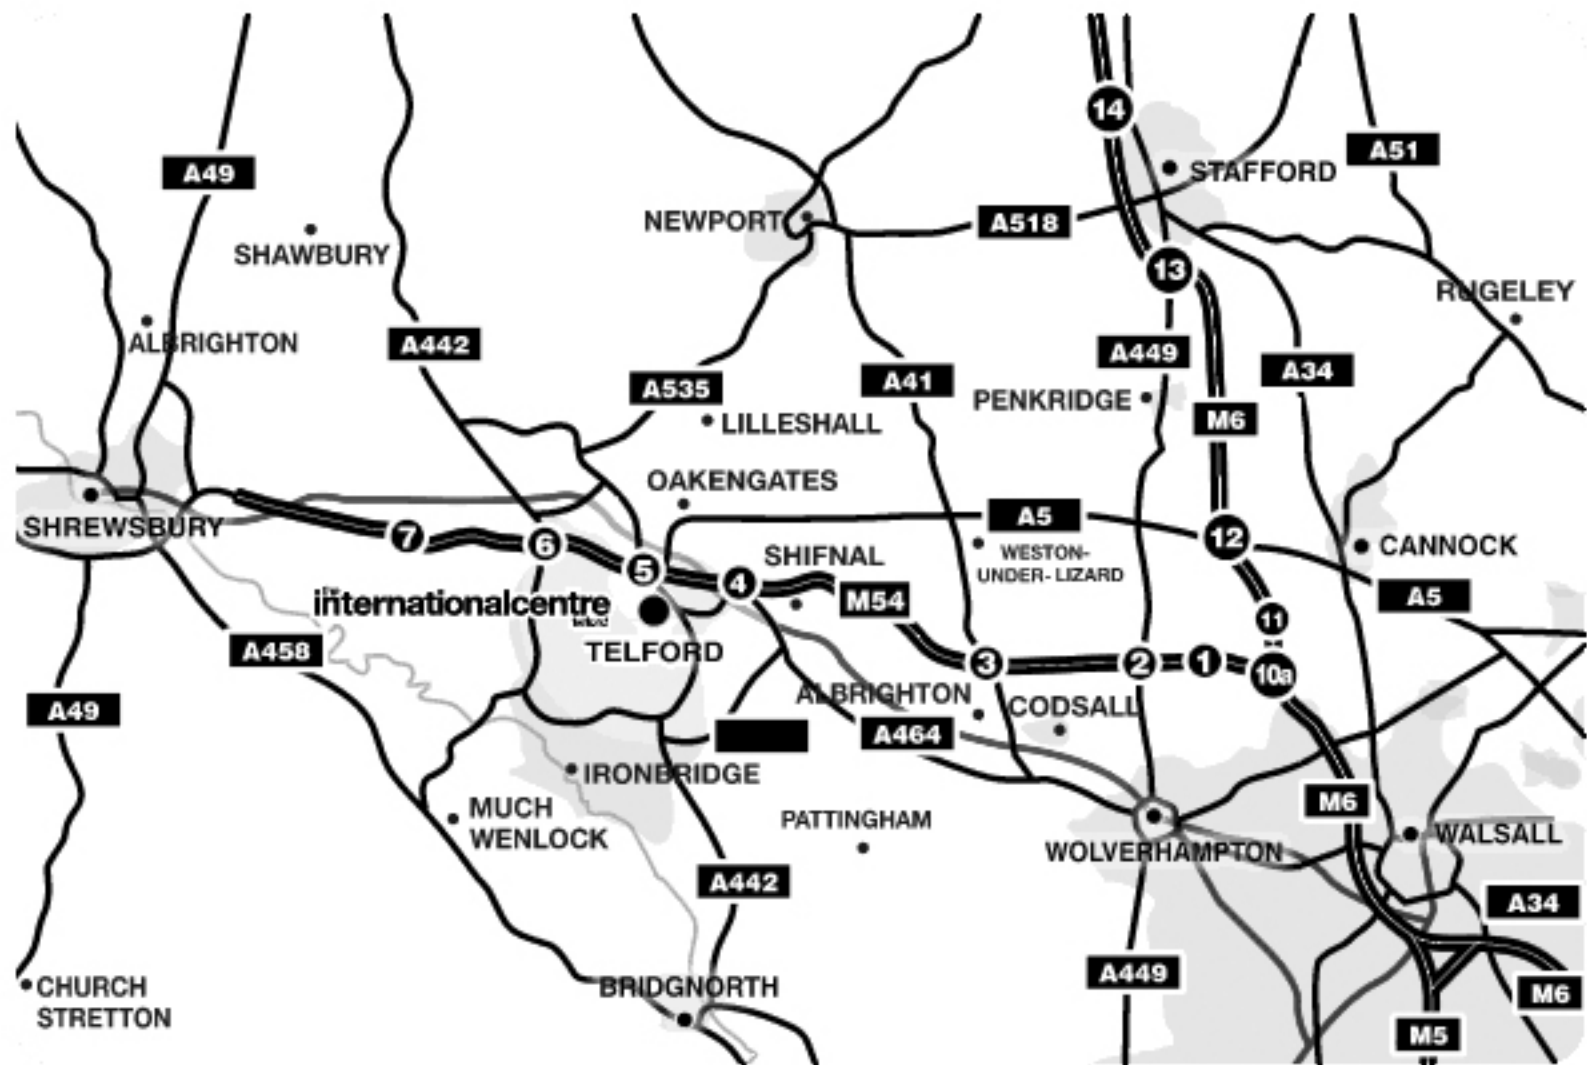 14
A51
A49
STAFFORD
NEWPORT
A518
SHAWBURY
13
RUGELEY
ALBRIGHTON
A442
A449
A34
A535
A41
PENKRIDGE
M6
LILLESHALL
OAKENGATES
A5
SHREWSBURY
7
6
12
CANNOCK
WESTON-
UNDER-LIZARD
SHIFNAL
5
4
M54
A5
internationalcentre
11
TELFORD
A458
3
2
1
10a
ALBRIGHTON
CODSALL
A49
A464
IRONBRIDGE
M6
MUCH
WENLOCK
PATTINGHAM
WALSALL
WOLVERHAMPTON
A442
A34
A449
CHURCH
STRETTON
BRIDGNORTH
M6
M5